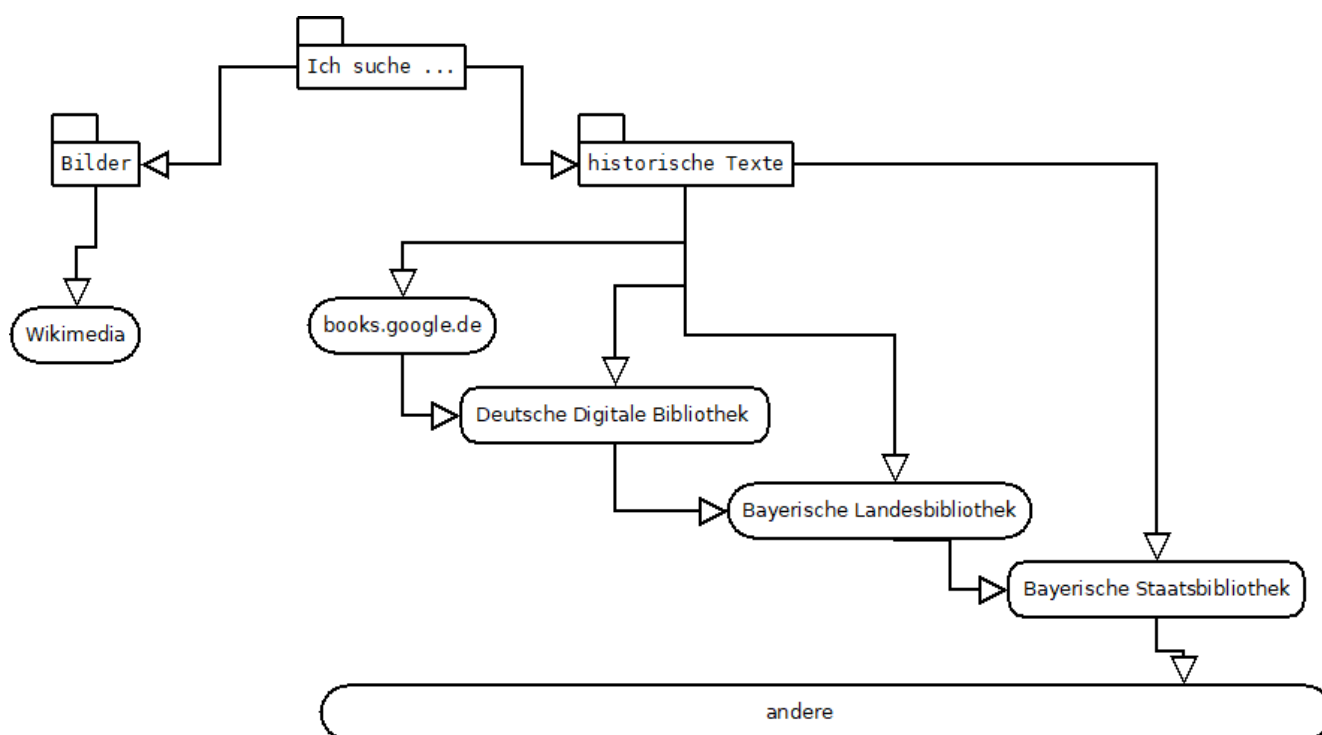 Ich suche ...
Bilder
historische Texte
Wikimedia
books.google.de
Deutsche Digitale Bibliothek
Bayerische Landesbibliothek
Bayerische Staatsbibliothek
andere